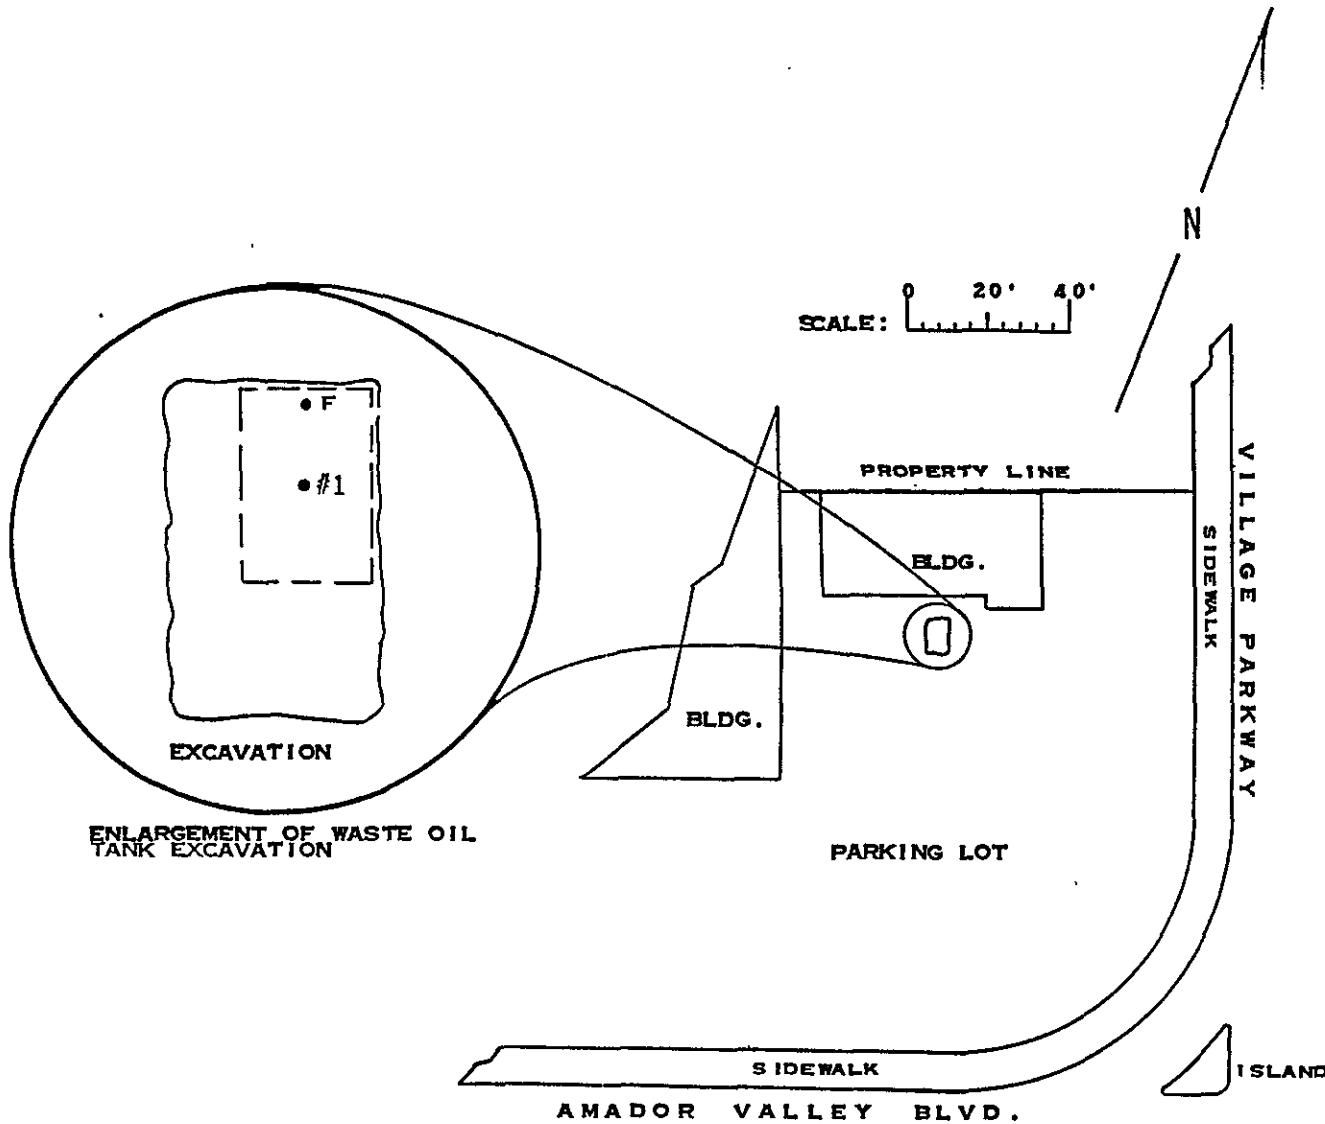 N
0 20' 40'
SCALE:
F
#1
PROPERTY LINE
BLDG.
SIDEWALK
VILLAGE PARKWAY
BLDG.
EXCAVATION
ENLARGEMENT OF WASTE OIL
TANK EXCAVATION
PARKING LOT
SIDEWALK
ISLAND
AMADOR VALLEY BLVD.